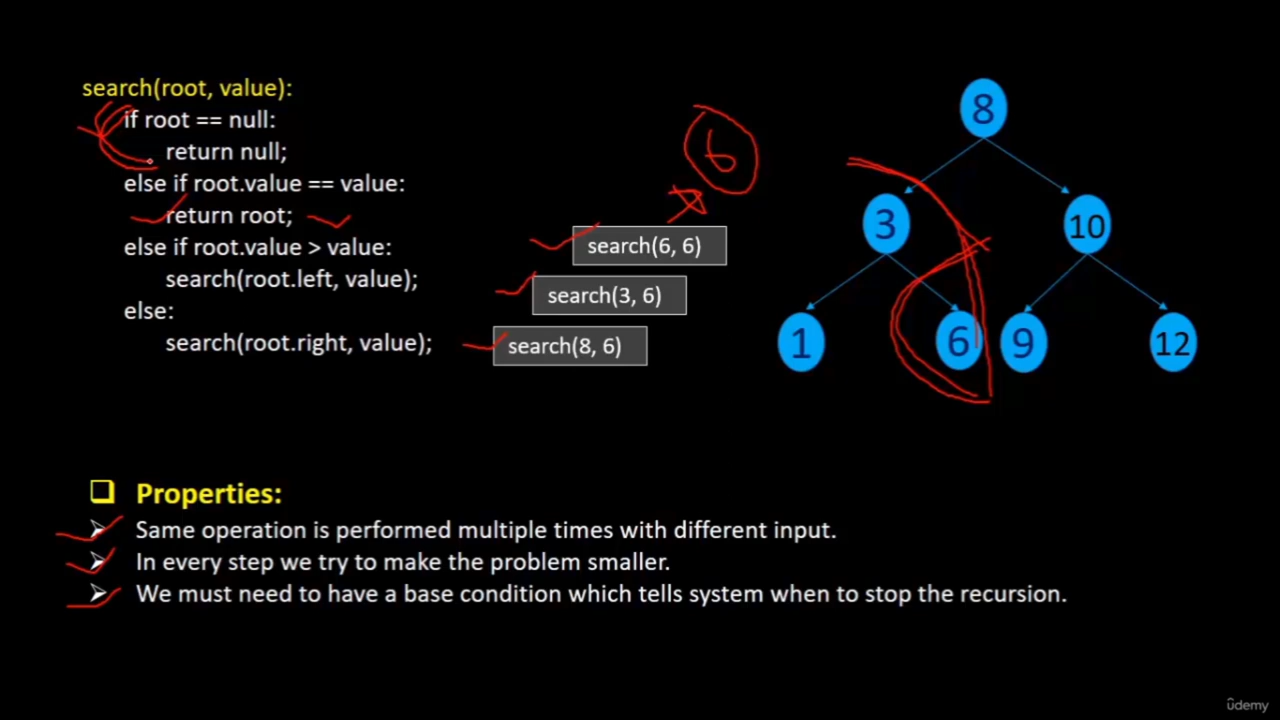 search(root, value):
if root == null:
return null;
else if root.value == value:
return root;
else if root.value > value:
search(root.left, value);
else:
search(root.right, value);
6
search(6, 6)
search(3, 6)
search(8, 6)
8
3
10
1
6
9
12
Properties:
Same operation is performed multiple times with different input.
In every step we try to make the problem smaller.
We must need to have a base condition which tells system when to stop the recursion.
ûdemy